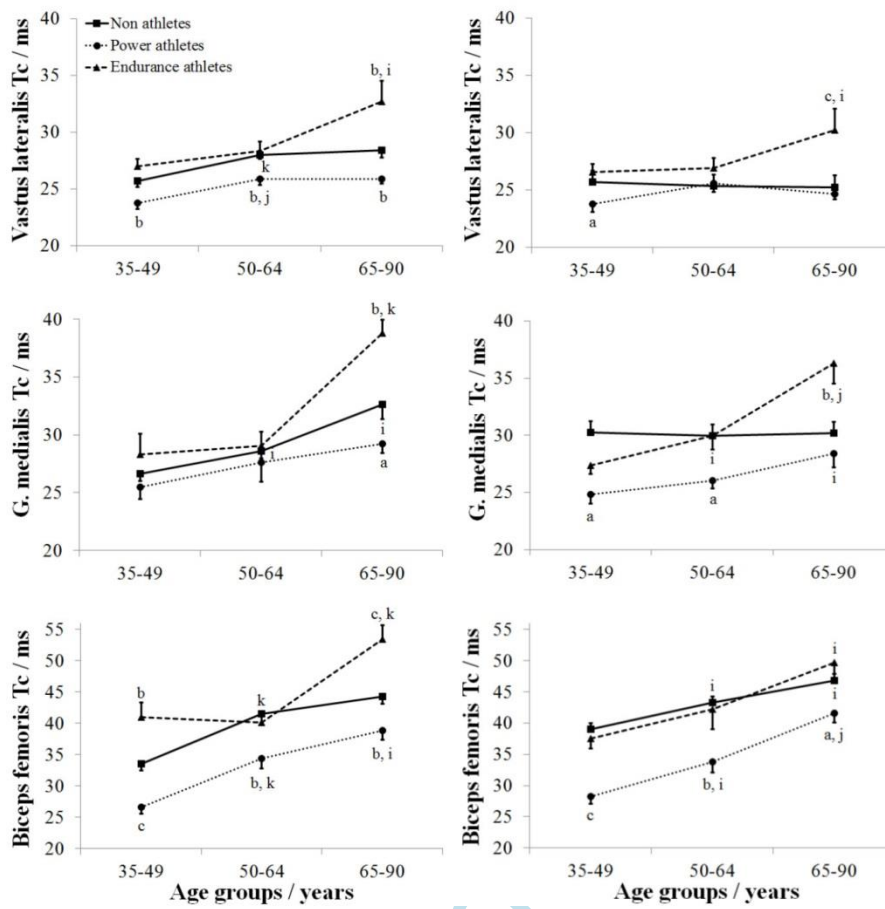 Vastus lateralis Tc / ms
40
35
30
25
20
Non athletes
Power athletes
Endurance athletes
b, i
k
b
b, j
b
35-49 50-64 65-90
Vastus lateralis Tc / ms
40
35
30
25
20
c, i
a
35-49 50-64 65-90
G. medialis Tc / ms
40
35
30
25
20
b, k
i
i
a
35-49 50-64 65-90
G. medialis Tc / ms
40
35
30
25
20
b, j
i
a
a
i
35-49 50-64 65-90
Biceps femoris Tc / ms
55
50
45
40
35
30
25
20
c, k
b
k
b, k
b, i
c
35-49 50-64 65-90
Age groups / years
Biceps femoris Tc / ms
55
50
45
40
35
30
25
20
i
i
i
a, j
b, i
c
35-49 50-64 65-90
Age groups / years